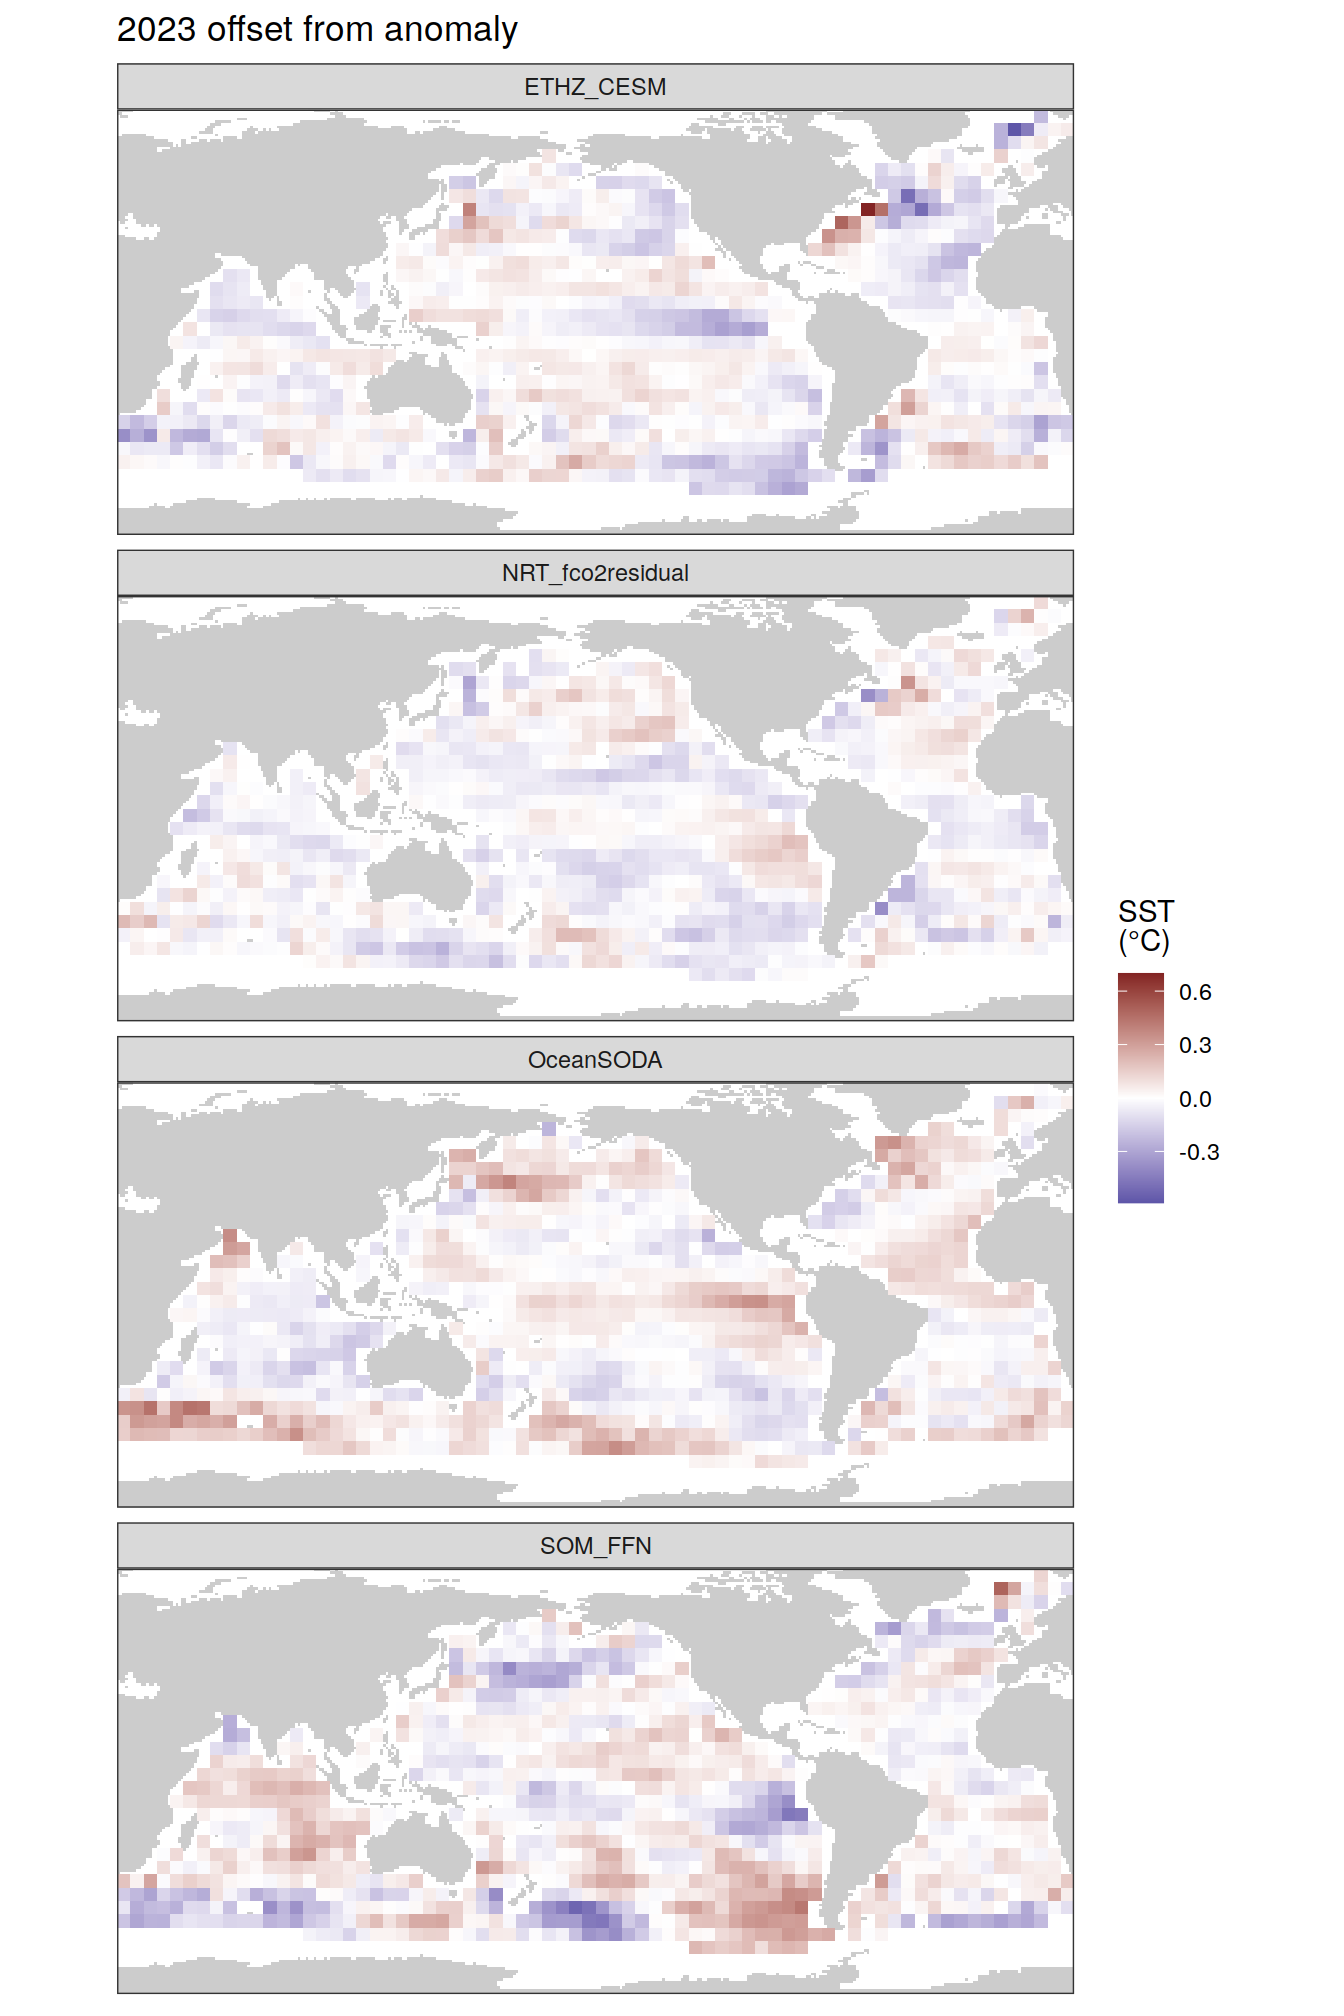 2023 offset from anomaly
ETHZ_CESM
NRT_fco2residual
OceanSODA
SOM_FFN
SST
(°C)
0.6
0.3
0.0
-0.3